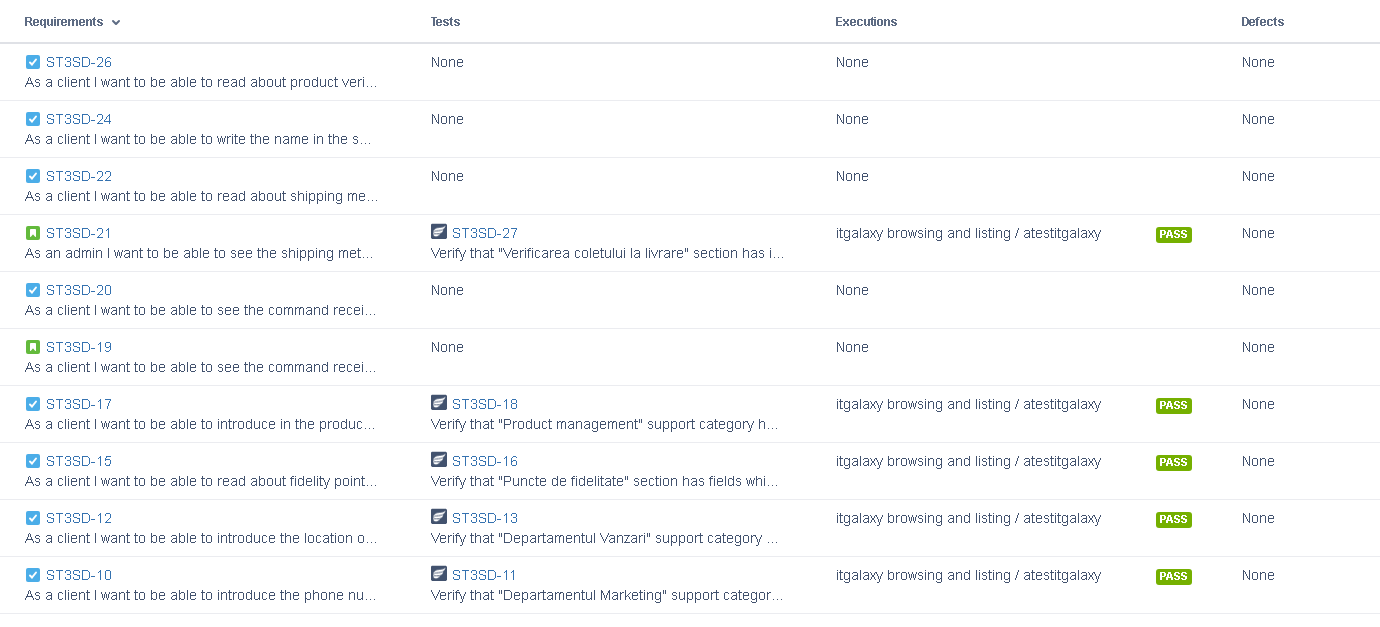 Requirements Tests Executions Defects
ST3SD-26 None None None
As a client I want to be able to read about product veri...
ST3SD-24 None None None
As a client I want to be able to write the name in the s...
ST3SD-22 None None None
As a client I want to be able to read about shipping me...
ST3SD-21 ST3SD-27 itgalaxy browsing and listing / atestitgalaxy PASS None
As an admin I want to be able to see the shipping met... Verify that "Verificarea coletului la livrare" section has i...
ST3SD-20 None None None
As a client I want to be able to see the command recei...
ST3SD-19 None None None
As a client I want to be able to see the command recei...
ST3SD-17 ST3SD-18 itgalaxy browsing and listing / atestitgalaxy PASS None
As a client I want to be able to introduce in the produc... Verify that "Product management" support category h...
ST3SD-15 ST3SD-16 itgalaxy browsing and listing / atestitgalaxy PASS None
As a client I want to be able to read about fidelity point... Verify that "Puncte de fidelitate" section has fields whi...
ST3SD-12 ST3SD-13 itgalaxy browsing and listing / atestitgalaxy PASS None
As a client I want to be able to introduce the location o... Verify that "Departamentul Vanzari" support category ...
ST3SD-10 ST3SD-11 itgalaxy browsing and listing / atestitgalaxy PASS None
As a client I want to be able to introduce the phone nu... Verify that "Departamentul Marketing" support categor...